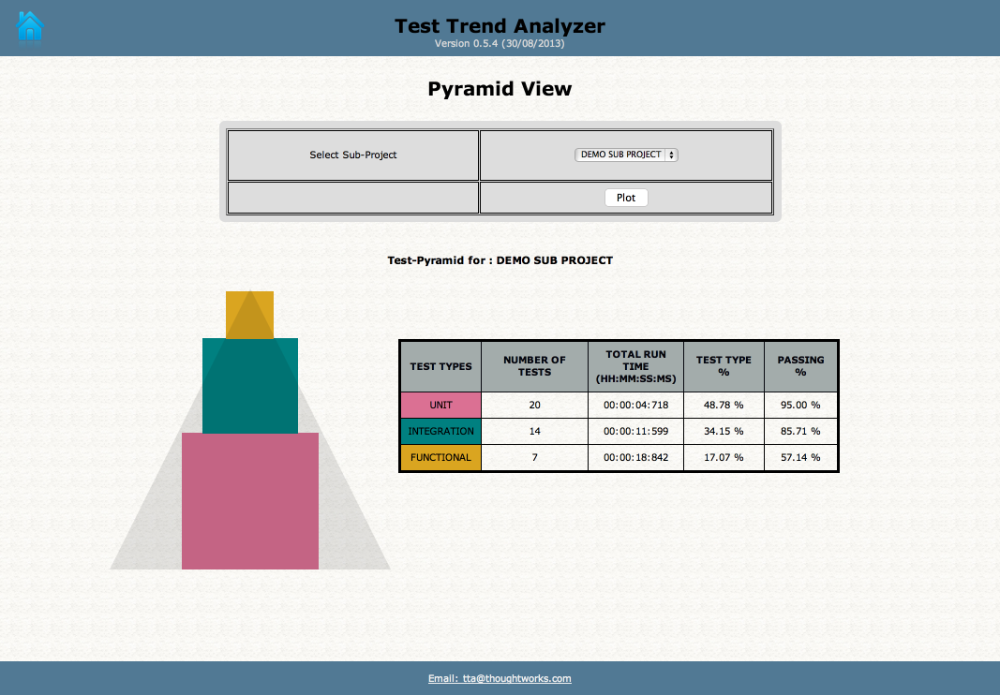 Test Trend Analyzer
Version 0.5.4 (30/08/2013)
Pyramid View
Select Sub-Project
DEMO SUB PROJECT
Plot
Test-Pyramid for : DEMO SUB PROJECT
TEST TYPES NUMBER OF TESTS TOTAL RUN TIME (HH:MM:SS:MS) TEST TYPE % PASSING %
UNIT 20 00:00:04:718 48.78 % 95.00 %
INTEGRATION 14 00:00:11:599 34.15 % 85.71 %
FUNCTIONAL 7 00:00:18:842 17.07 % 57.14 %
Email: tta@thoughtworks.com